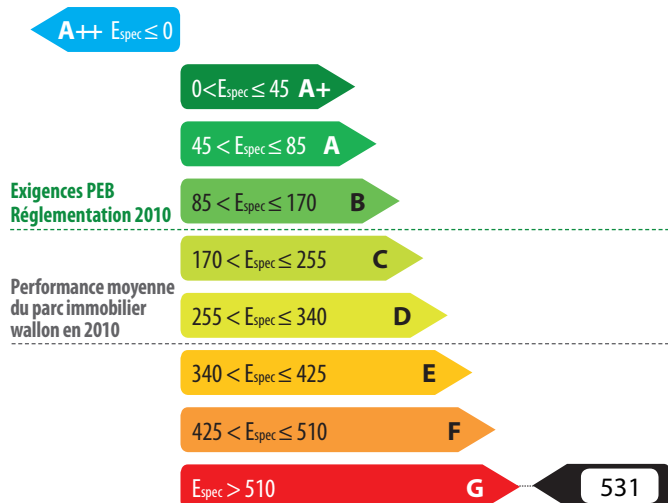 A++ Espec ≤ 0
0 < Espec ≤ 45 A+
45 < Espec ≤ 85 A
Exigences PEB
Réglementation 2010
85 < Espec ≤ 170 B
170 < Espec ≤ 255 C
Performance moyenne
du parc immobilier
wallon en 2010
255 < Espec ≤ 340 D
340 < Espec ≤ 425 E
425 < Espec ≤ 510 F
Espec > 510 G
531